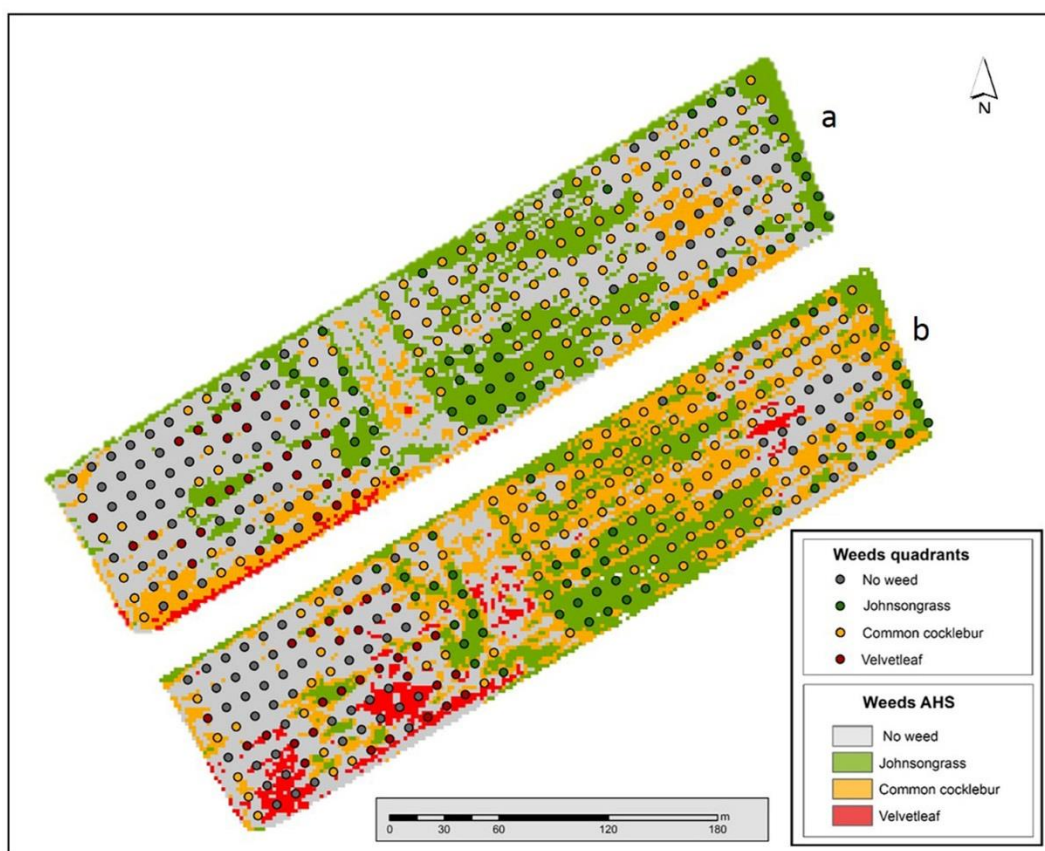 a
N
b
Weeds quadrants
No weed
Johnsongrass
Common cocklebur
Velvetleaf
Weeds AHS
No weed
Johnsongrass
Common cocklebur
Velvetleaf
m
0 30 60 120 180